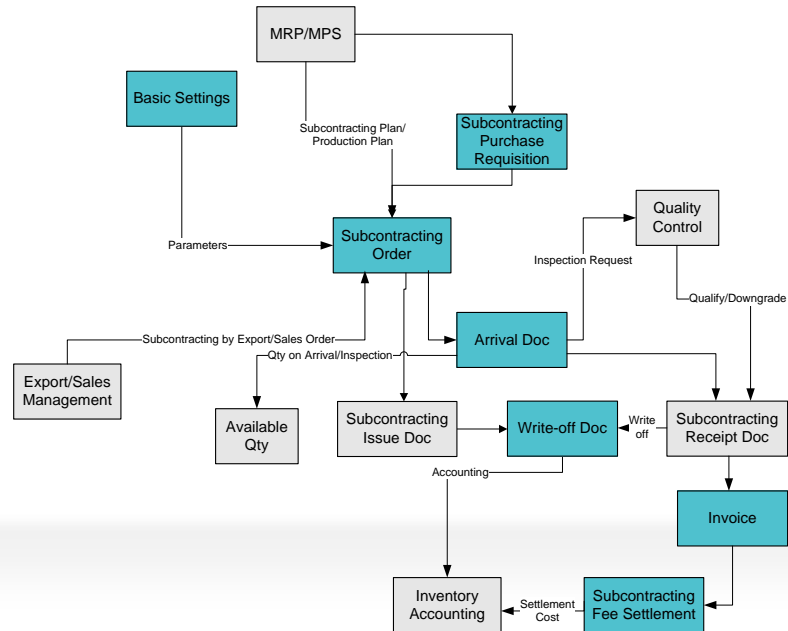 MRP/MPS
Basic Settings
Subcontracting Plan/
Production Plan
Subcontracting
Purchase
Requisition
Quality
Control
Subcontracting
Order
Parameters
Inspection Request
Qualify/Downgrade
Subcontracting by Export/Sales Order
Arrival Doc
Qty on Arrival/Inspection
Export/Sales
Management
Available
Qty
Subcontracting
Issue Doc
Write-off Doc
Write
off
Subcontracting
Receipt Doc
Accounting
Invoice
Inventory
Accounting
Settlement
Cost
Subcontracting
Fee Settlement